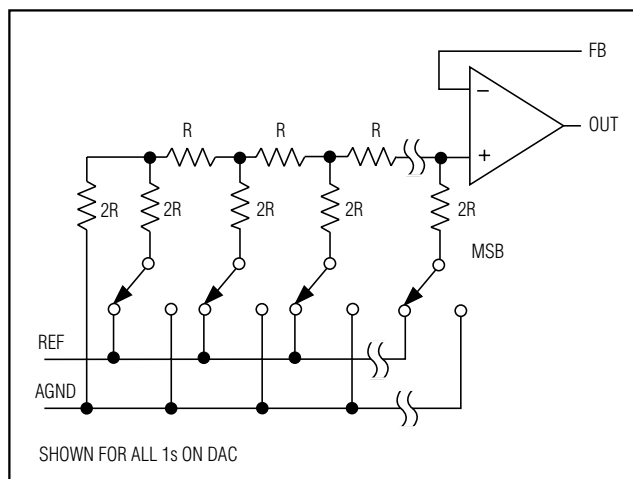 FB
R R R
−
OUT
+
2R 2R 2R 2R 2R
MSB
REF
AGND
SHOWN FOR ALL 1s ON DAC